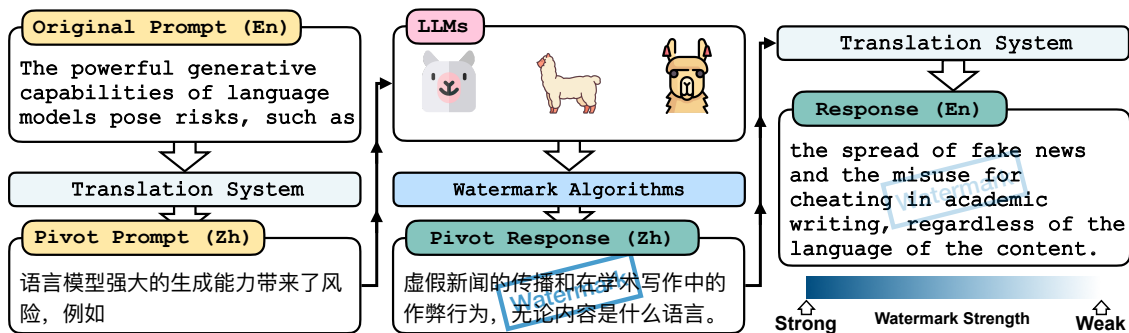 Original Prompt (En)
The powerful generative
capabilities of language
models pose risks, such as
Translation System
Pivot Prompt (Zh)
语言模型强大的生成能力带来了风
险，例如
LLMs
Watermark Algorithms
Pivot Response (Zh)
虚假新闻的传播和在学术写作中的
作弊行为，无论内容是什么语言。
Watermark
Translation System
Response (En)
the spread of fake news
and the misuse for
cheating in academic
writing, regardless of the
language of the content.
Watermark
Strong
Watermark Strength
Weak